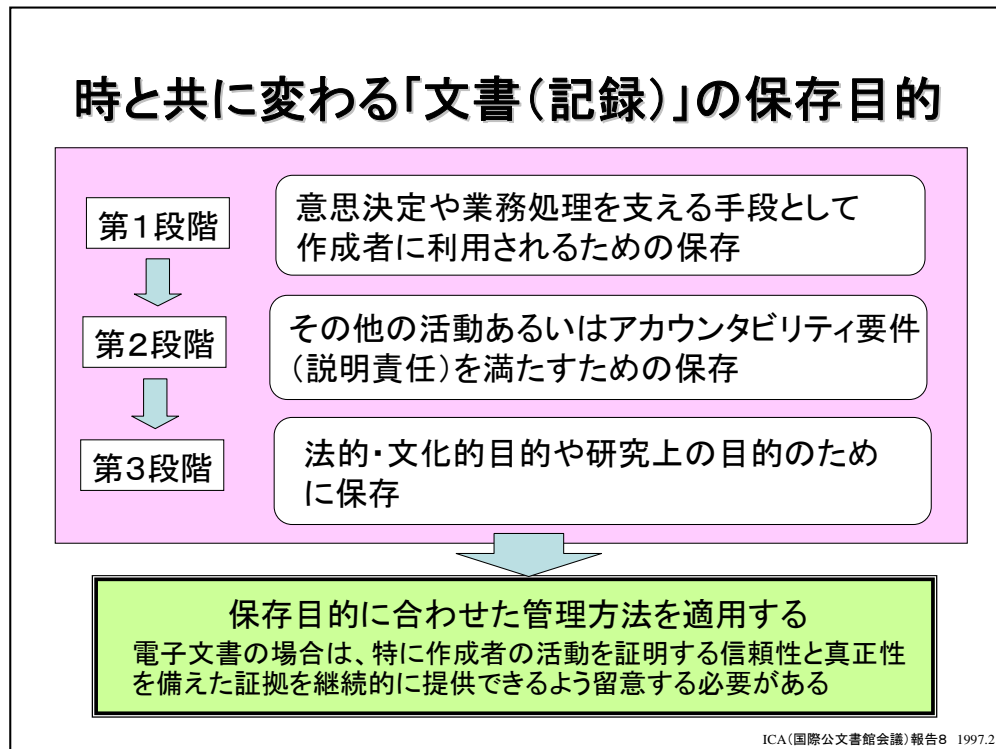 時と共に変わる｢文書(記録)｣の保存目的
第1段階
意思決定や業務処理を支える手段として
作成者に利用されるための保存
第2段階
その他の活動あるいはアカウンタビリティ要件
(説明責任)を満たすための保存
第3段階
法的・文化的目的や研究上の目的のため
に保存
保存目的に合わせた管理方法を適用する
電子文書の場合は、特に作成者の活動を証明する信頼性と真正性
を備えた証拠を継続的に提供できるよう留意する必要がある
ICA(国際公文書館会議)報告8 1997.2